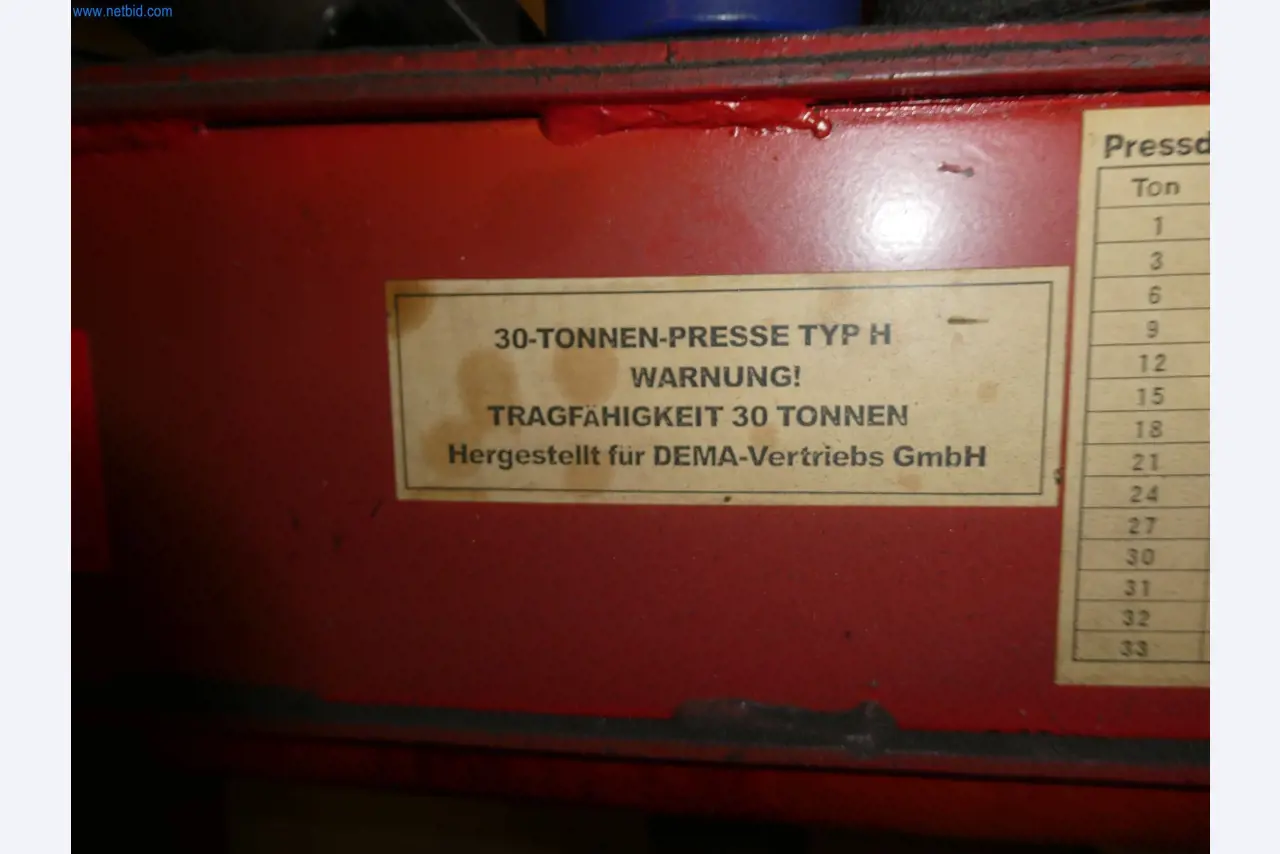 www.netbid.com
30-TONNEN-PRESSE TYP H
WARNUNG!
TRAGFÄHIGKEIT 30 TONNEN
Hergestellt für DEMA-Vertriebs GmbH
Pressd
Ton
1
3
6
9
12
15
18
21
24
27
30
31
32
33